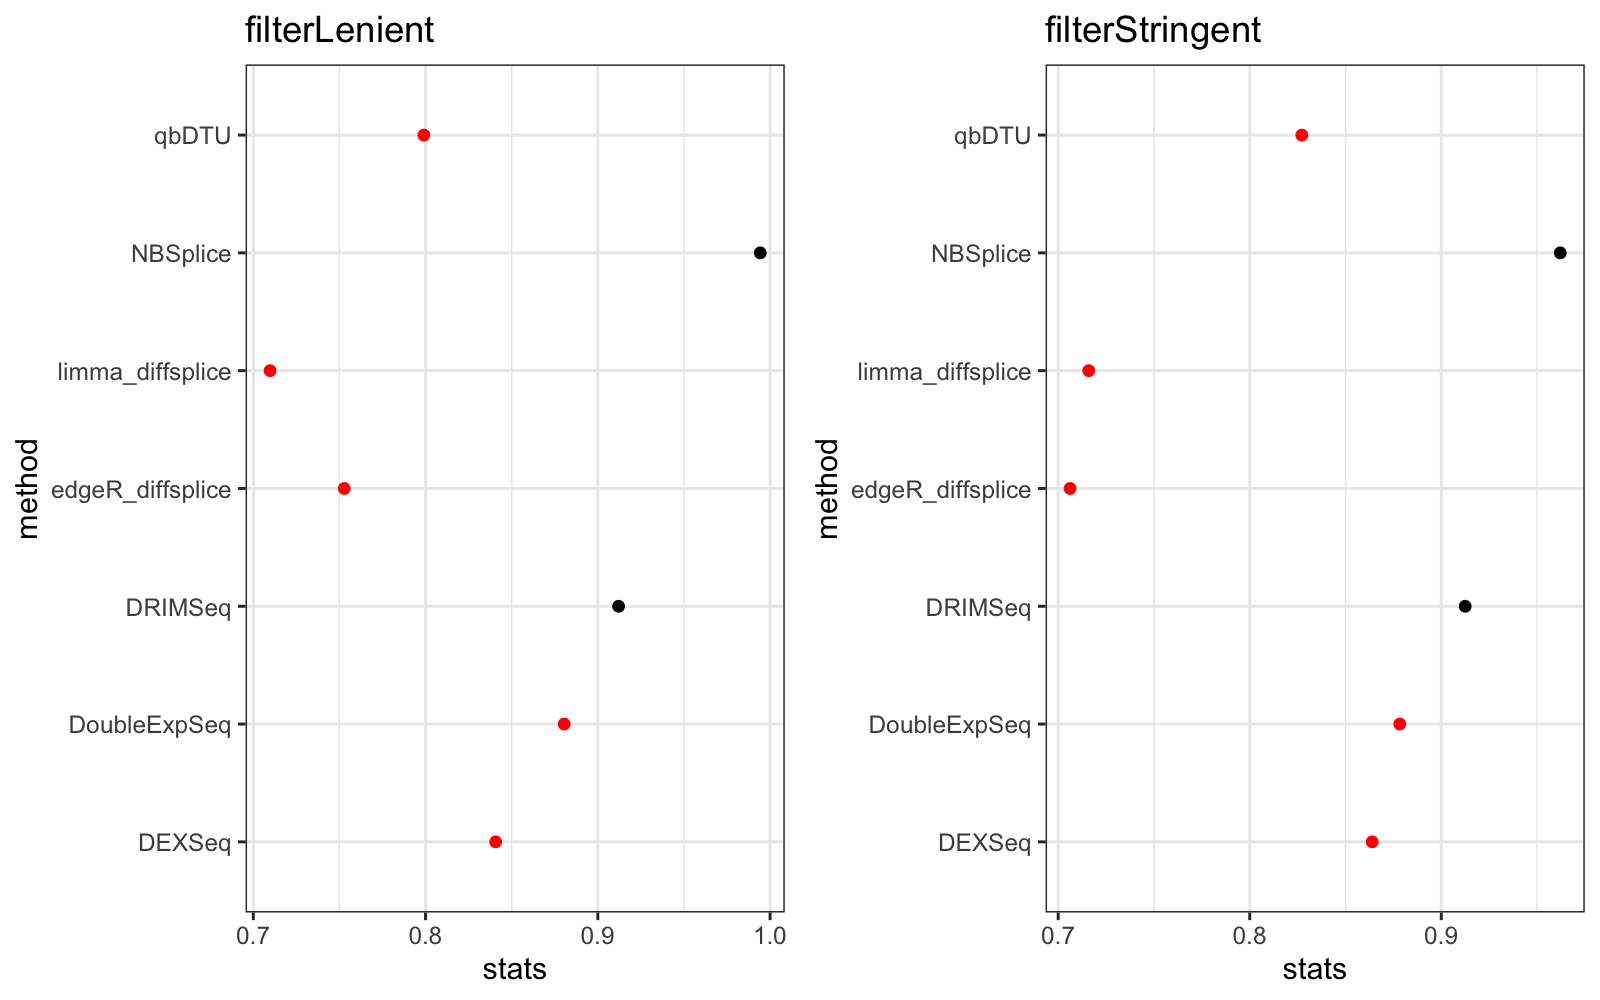 filterLenient
method
qbDTU
NBSplice
limma_diffsplice
edgeR_diffsplice
DRIMSeq
DoubleExpSeq
DEXSeq
0.7 0.8 0.9 1.0
stats
filterStringent
method
qbDTU
NBSplice
limma_diffsplice
edgeR_diffsplice
DRIMSeq
DoubleExpSeq
DEXSeq
0.7 0.8 0.9
stats